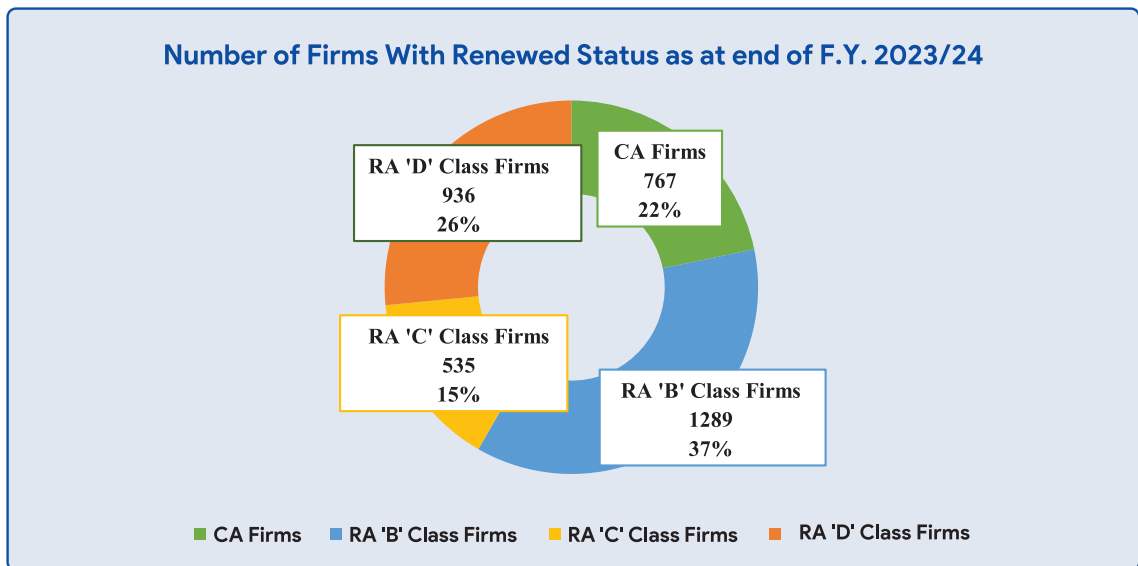 Number of Firms With Renewed Status as at end of F.Y. 2023/24
RA 'D' Class Firms
936
26%
CA Firms
767
22%
RA 'C' Class Firms
535
15%
RA 'B' Class Firms
1289
37%
CA Firms
RA 'B' Class Firms
RA 'C' Class Firms
RA 'D' Class Firms